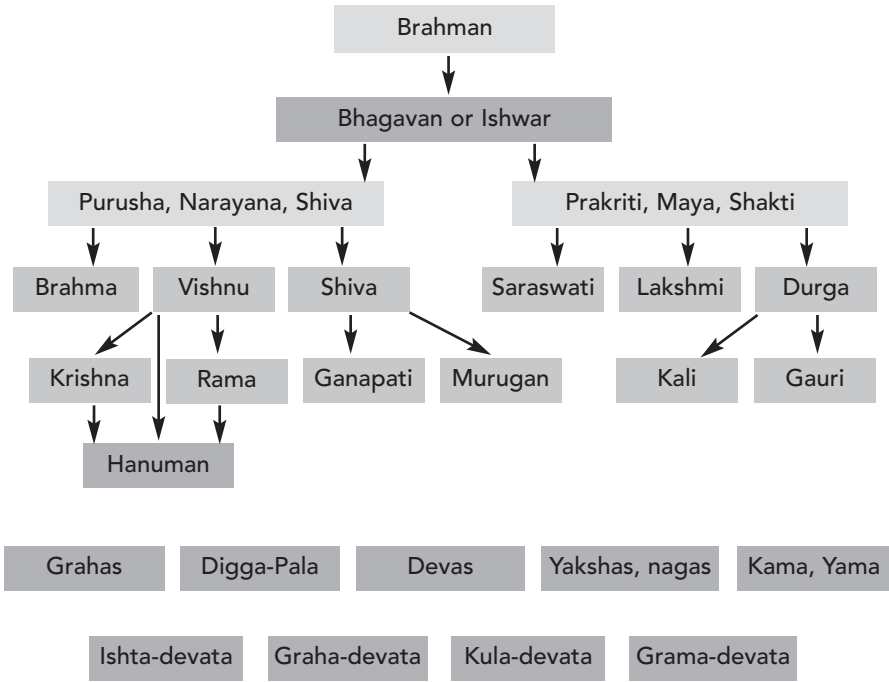 Brahman
Bhagavan or Ishwar
Purusha, Narayana, Shiva
Prakriti, Maya, Shakti
Brahma
Vishnu
Shiva
Saraswati
Lakshmi
Durga
Krishna
Rama
Ganapati
Murugan
Kali
Gauri
Hanuman
Grahas
Digga-Pala
Devas
Yakshas, nagas
Kama, Yama
Ishta-devata
Graha-devata
Kula-devata
Grama-devata